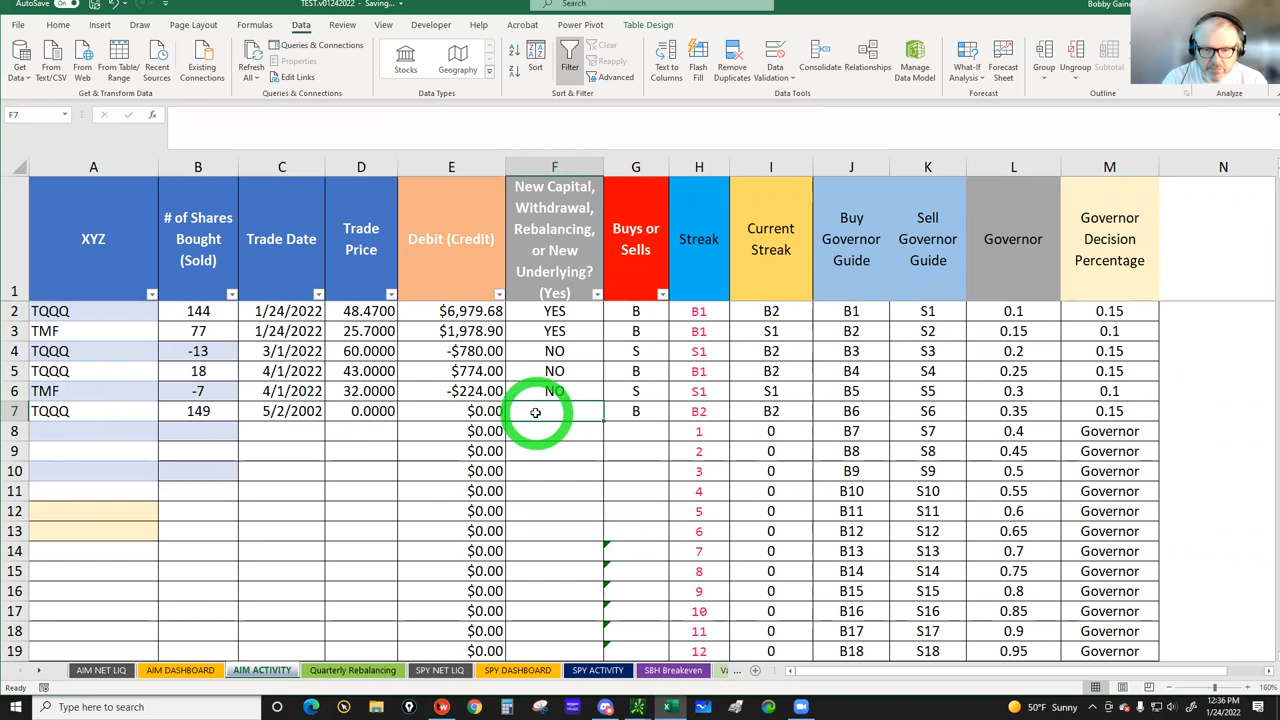 AutoSave On
TEST.v01242022 - Saving...
Search
Bobby Gaine
File Home Insert Draw Page Layout Formulas Data Review View Developer Help Acrobat Power Pivot Table Design
Get Data From Text/CSV From Web From Table/Range Recent Sources Existing Connections Refresh All Queries & Connections Properties Edit Links Stocks Geography Filter Clear Reapply Advanced Text to Columns Flash Fill Remove Duplicates Data Validation Consolidate Relationships Manage Data Model What-If Analysis Forecast Sheet Group Ungroup Subtotal
Get & Transform Data Queries & Connections Data Types Sort & Filter Data Tools Forecast Outline Analyze
F7 fx
A B C D E F G H I J K L M N
1 XYZ # of Shares Bought (Sold) Trade Date Trade Price Debit (Credit) New Capital, Withdrawal, Rebalancing, or New Underlying? (Yes) Buys or Sells Streak Current Streak Buy Governor Guide Sell Governor Guide Governor Governor Decision Percentage
2 TQQQ 144 1/24/2022 48.4700 $6,979.68 YES B B1 B2 B1 S1 0.1 0.15
3 TMF 77 1/24/2022 25.7000 $1,978.90 YES B B1 S1 B2 S2 0.15 0.1
4 TQQQ -13 3/1/2022 60.0000 -$780.00 NO S S1 B2 B3 S3 0.2 0.15
5 TQQQ 18 4/1/2022 43.0000 $774.00 NO B B1 B2 B4 S4 0.25 0.15
6 TMF -7 4/1/2022 32.0000 -$224.00 NO S S1 S1 B5 S5 0.3 0.1
7 TQQQ 149 5/2/2002 0.0000 $0.00 B B2 B2 B6 S6 0.35 0.15
8 $0.00 1 0 B7 S7 0.4 Governor
9 $0.00 2 0 B8 S8 0.45 Governor
10 $0.00 3 0 B9 S9 0.5 Governor
11 $0.00 4 0 B10 S10 0.55 Governor
12 $0.00 5 0 B11 S11 0.6 Governor
13 $0.00 6 0 B12 S12 0.65 Governor
14 $0.00 7 0 B13 S13 0.7 Governor
15 $0.00 8 0 B14 S14 0.75 Governor
16 $0.00 9 0 B15 S15 0.8 Governor
17 $0.00 10 0 B16 S16 0.85 Governor
18 $0.00 11 0 B17 S17 0.9 Governor
19 $0.00 12 0 B18 S18 0.95 Governor
AIM NET LIQ AIM DASHBOARD AIM ACTIVITY Quarterly Rebalancing SPY NET LIQ SPY DASHBOARD SPY ACTIVITY SBH Breakeven ...
Ready 160%
Type here to search 50°F Sunny 12:36 PM
1/24/2022